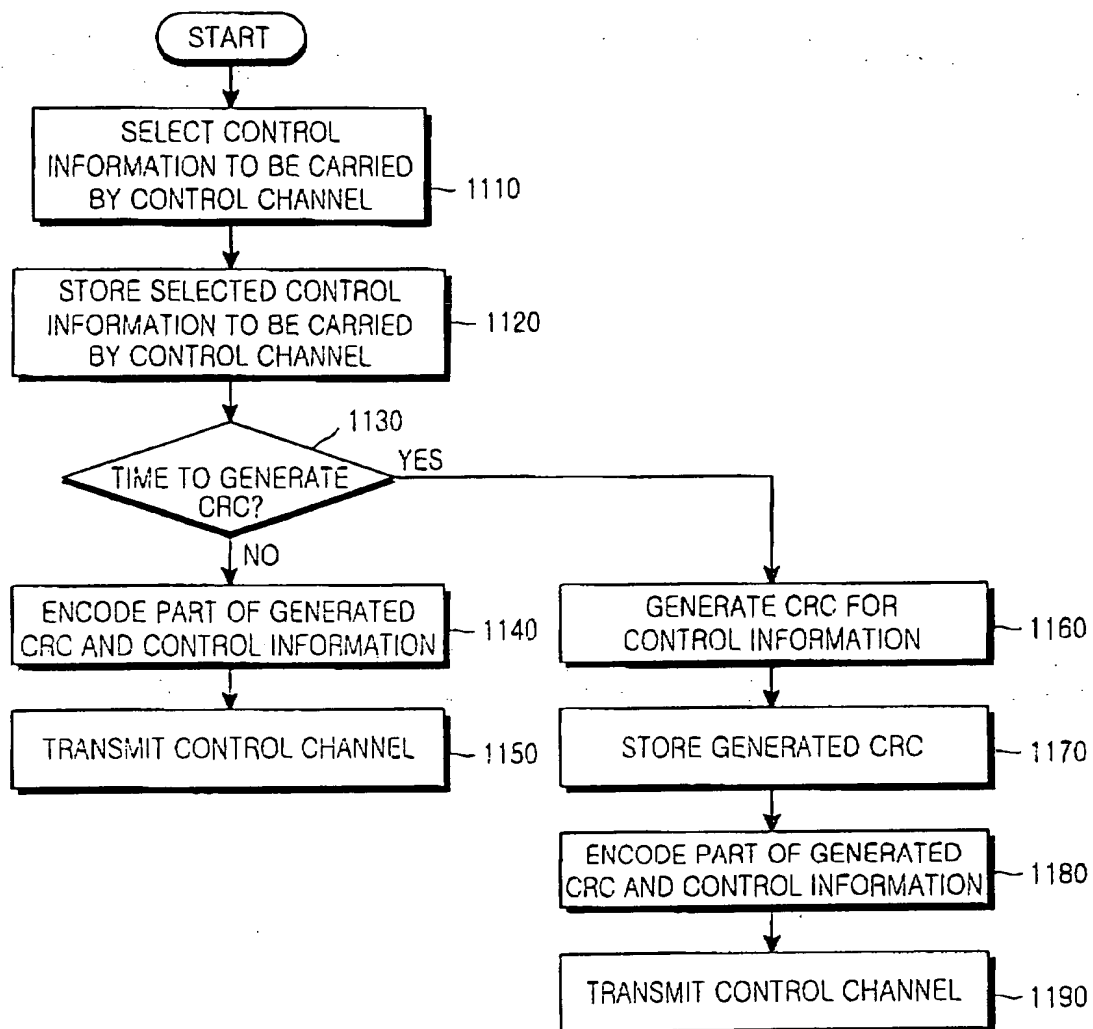 START
SELECT CONTROL
INFORMATION TO BE CARRIED
BY CONTROL CHANNEL
1110
STORE SELECTED CONTROL
INFORMATION TO BE CARRIED
BY CONTROL CHANNEL
1120
1130
TIME TO GENERATE
CRC?
YES
NO
ENCODE PART OF GENERATED
CRC AND CONTROL INFORMATION
1140
TRANSMIT CONTROL CHANNEL
1150
GENERATE CRC FOR
CONTROL INFORMATION
1160
STORE GENERATED CRC
1170
ENCODE PART OF GENERATED
CRC AND CONTROL INFORMATION
1180
TRANSMIT CONTROL CHANNEL
1190